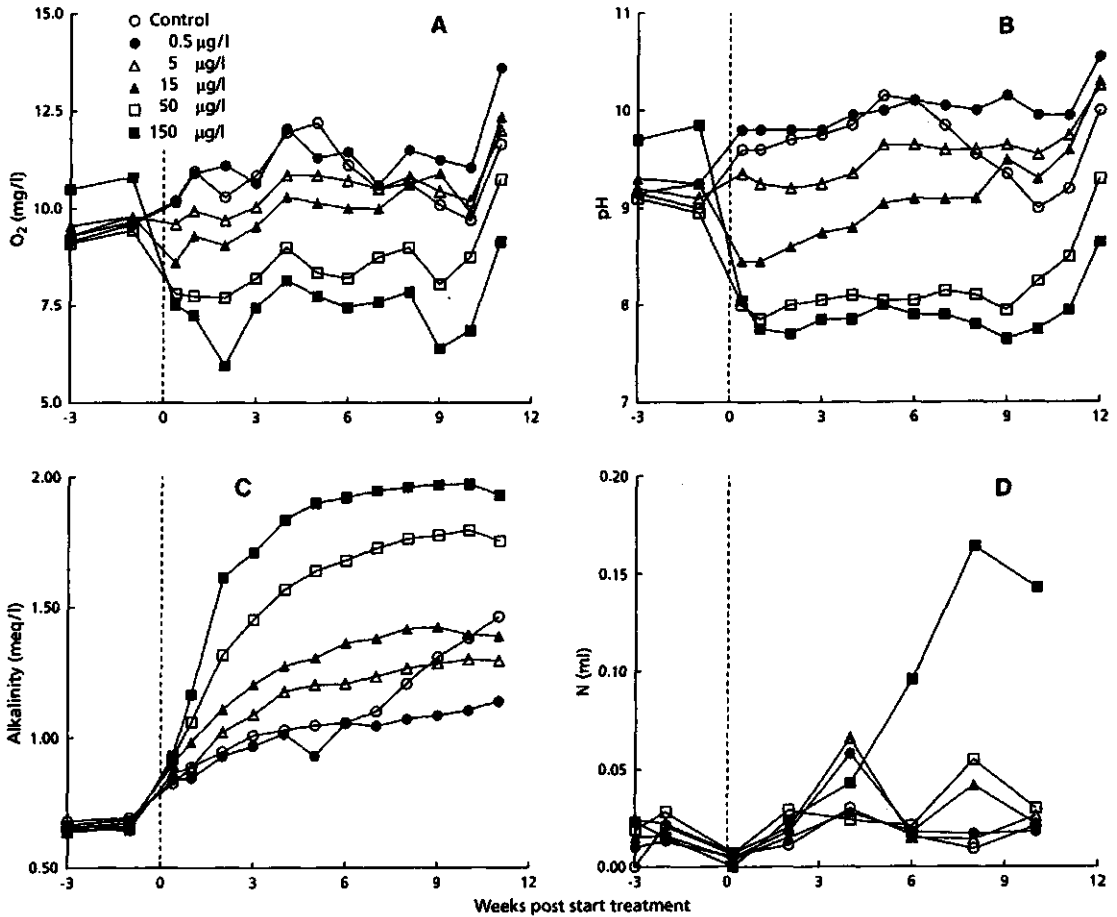 A
Control
0.5 µg/l
5 µg/l
15 µg/l
50 µg/l
150 µg/l
15.0
12.5
10.0
7.5
5.0
O2 (mg/l)
-3 0 3 6 9 12
B
11
10
9
8
7
pH
-3 0 3 6 9 12
C
2.00
1.50
1.00
0.50
Alkalinity (meq/l)
-3 0 3 6 9 12
D
0.20
0.15
0.10
0.05
0.00
N (ml)
-3 0 3 6 9 12
Weeks post start treatment